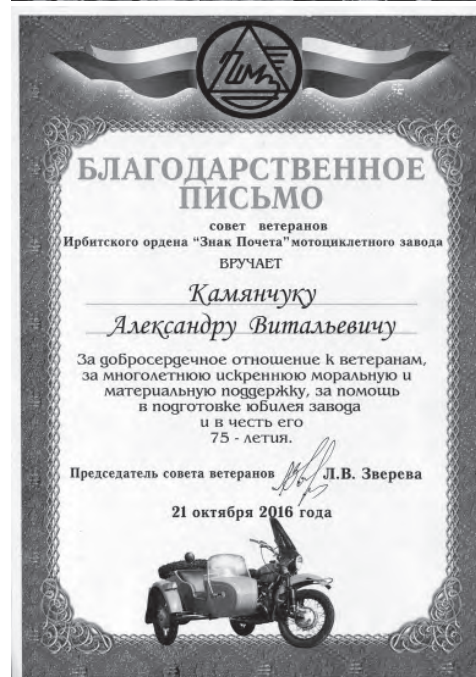 ИМЗ
БЛАГОДАРСТВЕННОЕ
ПИСЬМО
совет ветеранов
Ирбитского ордена "Знак Почета" мотоциклетного завода
ВРУЧАЕТ
Камянчуку
Александру Витальевичу
За добросердечное отношение к ветеранам,
за многолетнюю искреннюю моральную и
материальную поддержку, за помощь
в подготовке юбилея завода
и в честь его
75 - летия.
Председатель совета ветеранов Л.В. Зверева
21 октября 2016 года